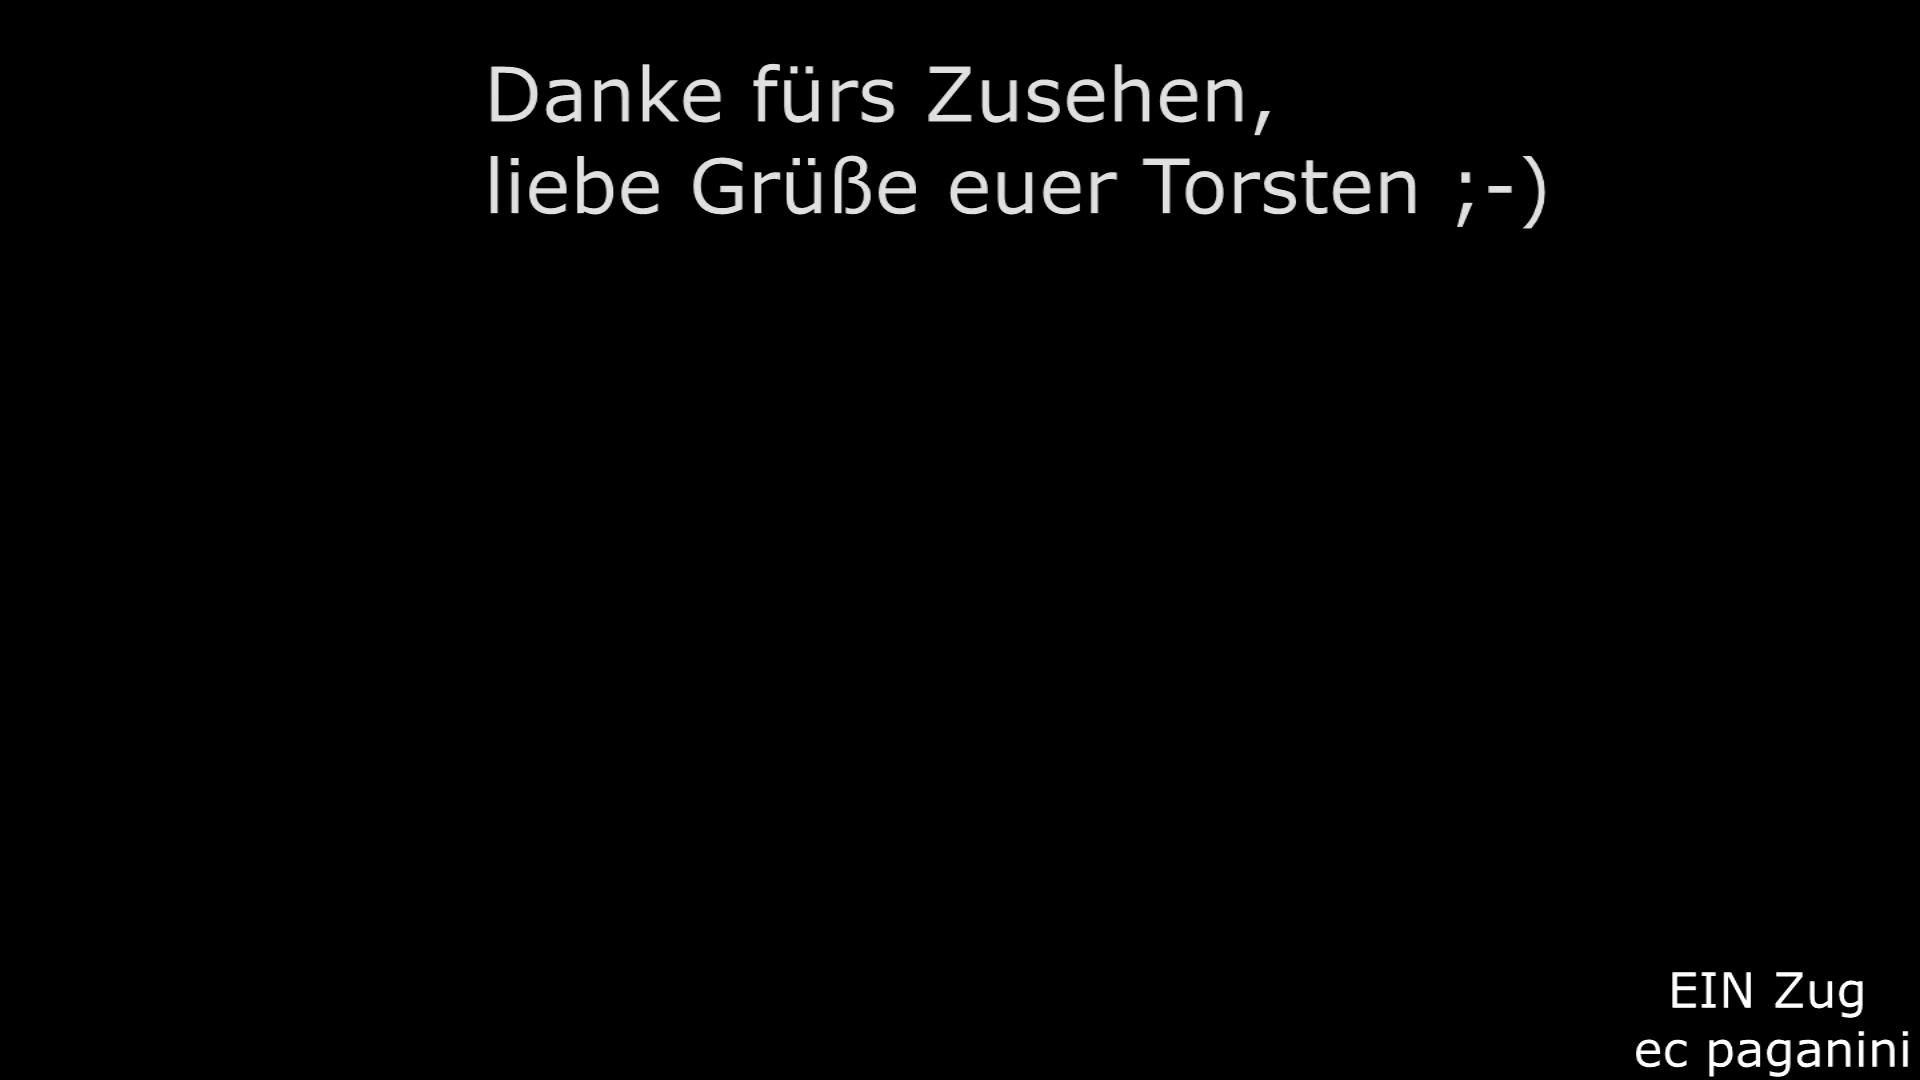 Danke fürs Zusehen,
liebe Grüße euer Torsten ;-)
EIN Zug
ec paganini